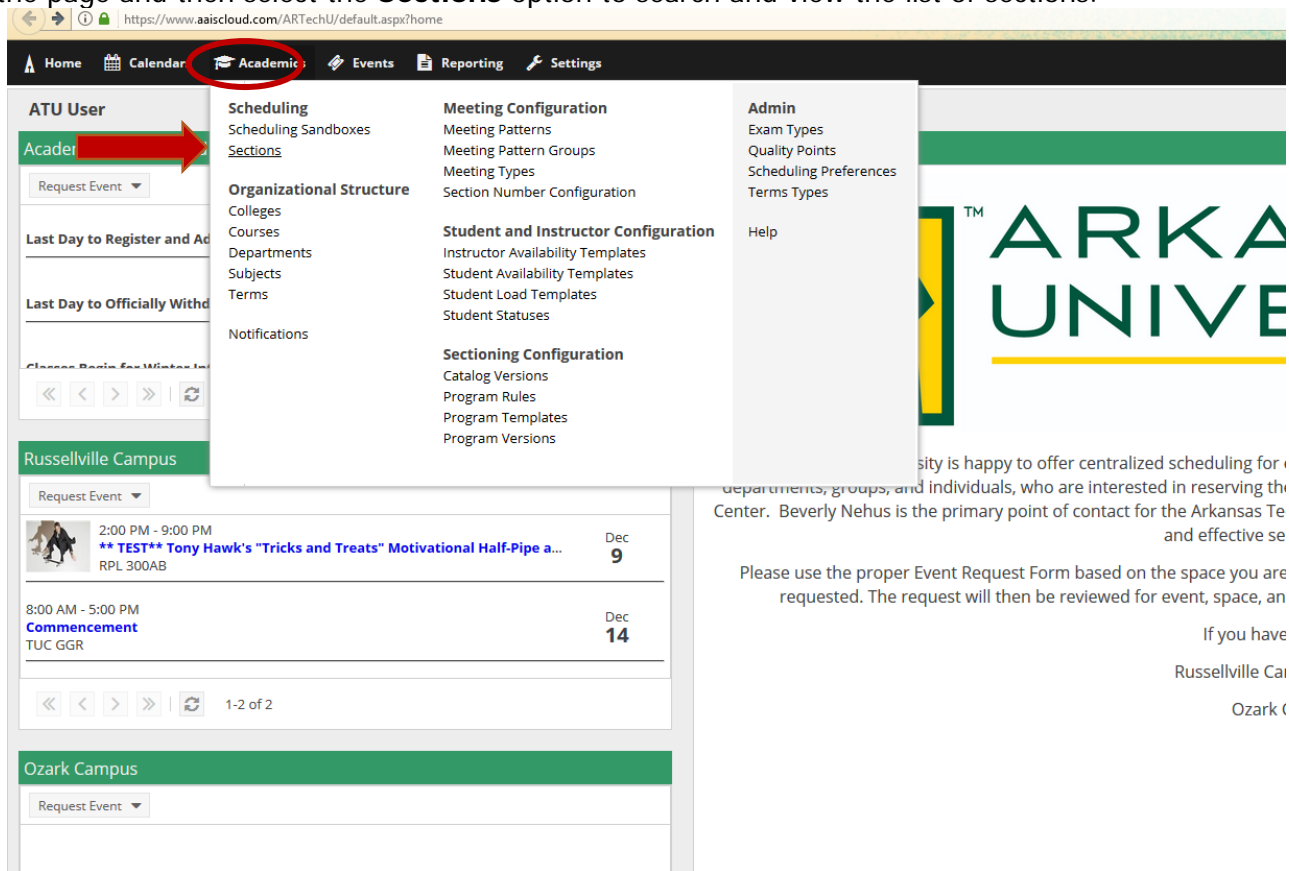 the page and then select the Sections option to search and view the list of sections.
https://www.aaiscloud.com/ARTechU/default.aspx?home
Home Calendar Academics Events Reporting Settings
ATU User
Request Event
Last Day to Register and
Last Day to Officially
Scheduling
Scheduling Sandboxes
Sections
Organizational Structure
Colleges
Courses
Departments
Subjects
Terms
Notifications
Meeting Configuration
Meeting Patterns
Meeting Pattern Groups
Meeting Types
Section Number Configuration
Student and Instructor Configuration
Instructor Availability Templates
Student Availability Templates
Student Load Templates
Student Statuses
Sectioning Configuration
Catalog Versions
Program Rules
Program Templates
Program Versions
Admin
Exam Types
Quality Points
Scheduling Preferences
Terms Types
Help
Russellville Campus
Request Event
2:00 PM - 9:00 PM
** TEST** Tony Hawk's "Tricks and Treats" Motivational Half-Pipe a...
RPL 300AB
Dec
9
8:00 AM - 5:00 PM
Commencement
TUC GGR
Dec
14
1-2 of 2
Ozark Campus
Request Event
TM
ARKA
UNIVE
sity is happy to offer centralized scheduling for
departments, groups, and individuals, who are interested in reserving the
Center. Beverly Nehus is the primary point of contact for the Arkansas Te
and effective se
Please use the proper Event Request Form based on the space you are
requested. The request will then be reviewed for event, space, an
If you have
Russellville Ca
Ozark